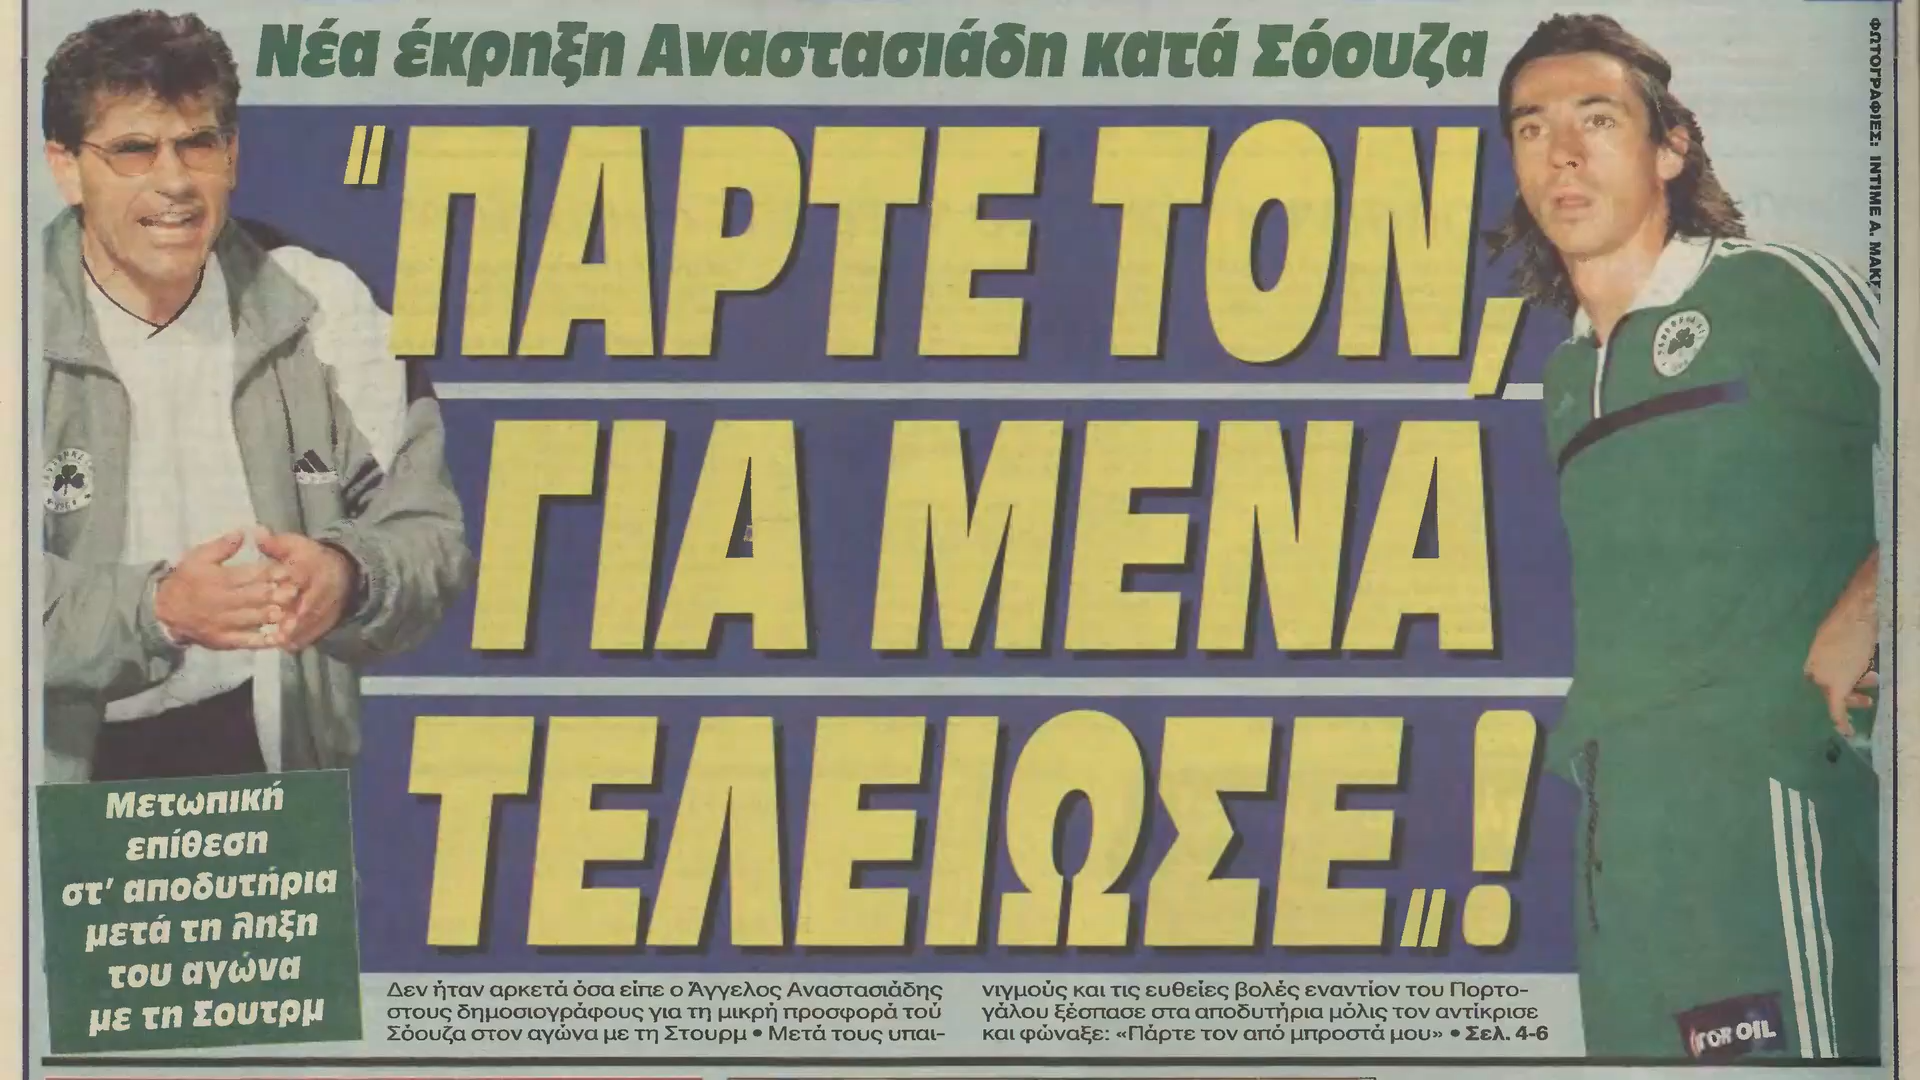 Νέα έκρηξη Αναστασιάδη κατά Σόουζα
"ΠΑΡΤΕ ΤΟΝ,
ΓΙΑ ΜΕΝΑ
ΤΕΛΕΙΩΣΕ„!
Μετωπική
επίθεση
στ' αποδυτήρια
μετά τη λήξη
του αγώνα
με τη Σουτρμ
Δεν ήταν αρκετά όσα είπε ο Άγγελος Αναστασιάδης
στους δημοσιογράφους για τη μικρή προσφορά τού
Σόουζα στον αγώνα με τη Στουρμ • Μετά τους υπαι-
νιγμούς και τις ευθείες βολές εναντίον του Πορτο-
γάλου ξέσπασε στα αποδυτήρια μόλις τον αντίκρισε
και φώναξε: «Πάρτε τον από μπροστά μου» • Σελ. 4-6
ΦΩΤΟΓΡΑΦΙΕΣ: ΙΝΤΙΜΕ Α.
OIL